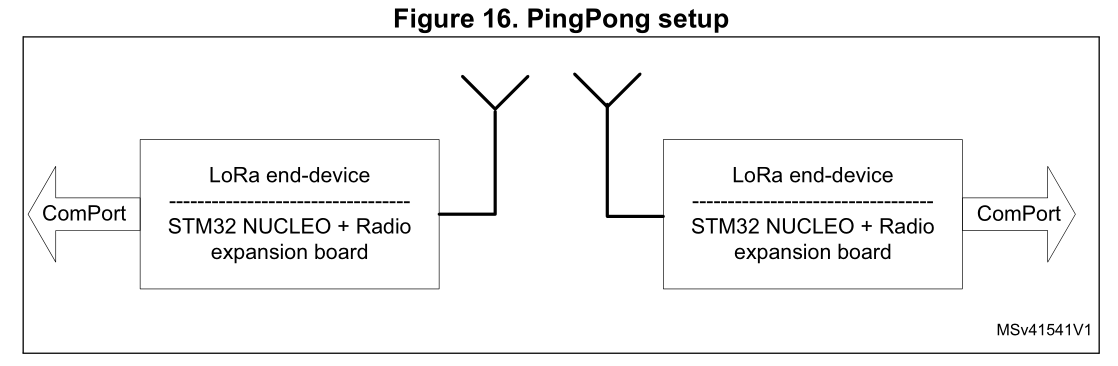 Figure 16. PingPong setup
LoRa end-device
STM32 NUCLEO + Radio
expansion board
ComPort
LoRa end-device
STM32 NUCLEO + Radio
expansion board
ComPort
MSv41541V1